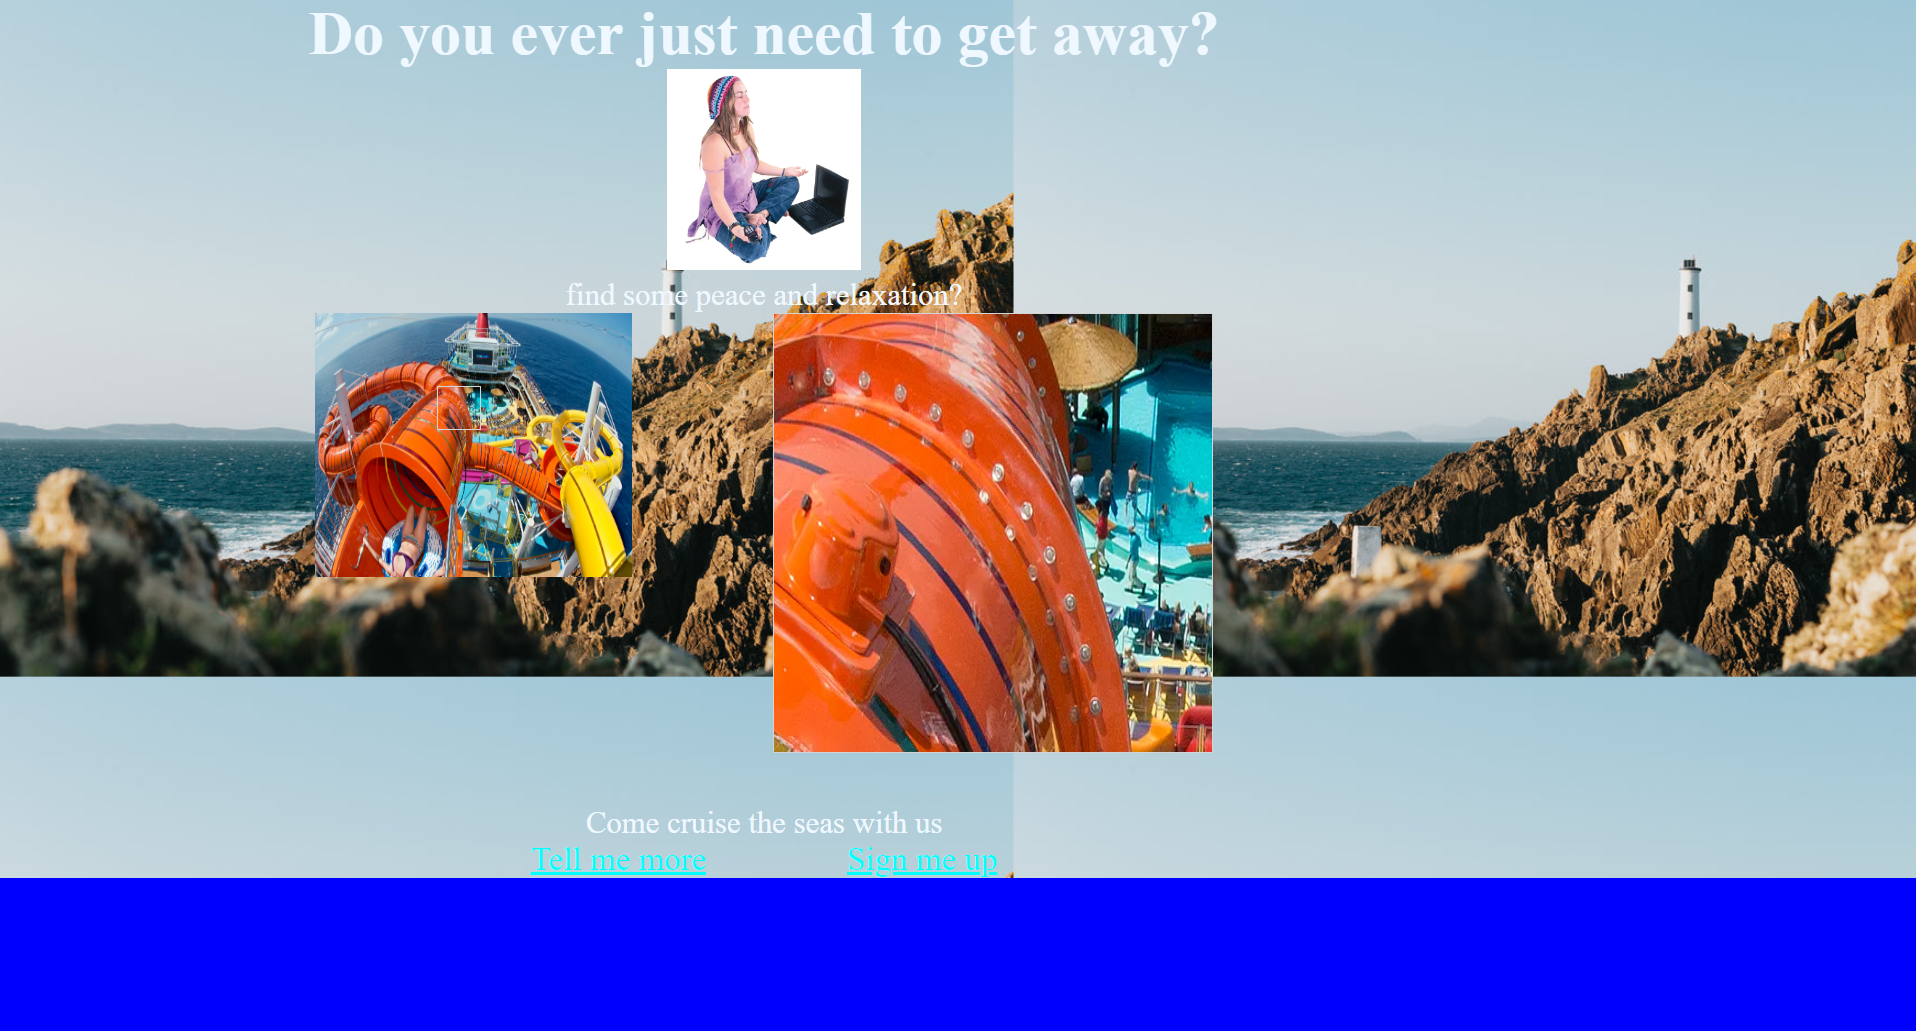 Do you ever just need to get away?
find some peace and relaxation?
Come cruise the seas with us
Tell me more
Sign me up